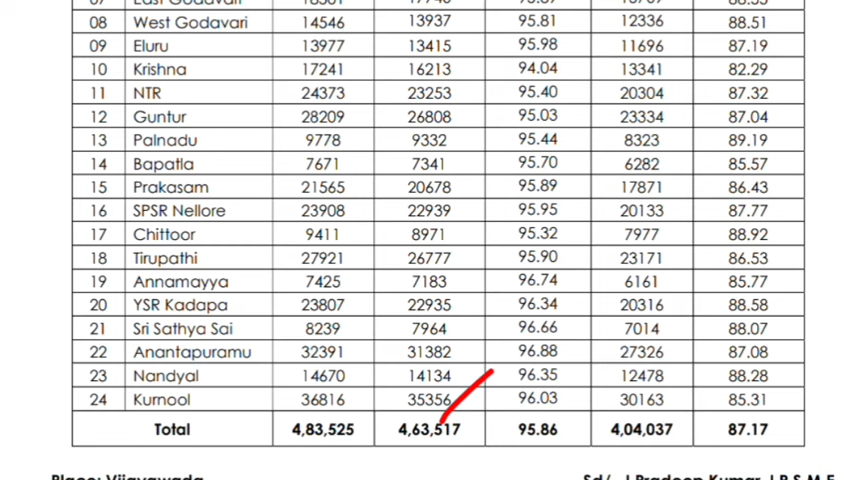 08 West Godavari 14546 13937 95.81 12336 88.51
09 Eluru 13977 13415 95.98 11696 87.19
10 Krishna 17241 16213 94.04 13341 82.29
11 NTR 24373 23253 95.40 20304 87.32
12 Guntur 28209 26808 95.03 23334 87.04
13 Palnadu 9778 9332 95.44 8323 89.19
14 Bapatla 7671 7341 95.70 6282 85.57
15 Prakasam 21565 20678 95.89 17871 86.43
16 SPSR Nellore 23908 22939 95.95 20133 87.77
17 Chittoor 9411 8971 95.32 7977 88.92
18 Tirupathi 27921 26777 95.90 23171 86.53
19 Annamayya 7425 7183 96.74 6161 85.77
20 YSR Kadapa 23807 22935 96.34 20316 88.58
21 Sri Sathya Sai 8239 7964 96.66 7014 88.07
22 Anantapuramu 32391 31382 96.88 27326 87.08
23 Nandyal 14670 14134 96.35 12478 88.28
24 Kurnool 36816 35356 96.03 30163 85.31
Total 4,83,525 4,63,517 95.86 4,04,037 87.17
Place: Vijayawada Sd/- J Pradeep Kumar